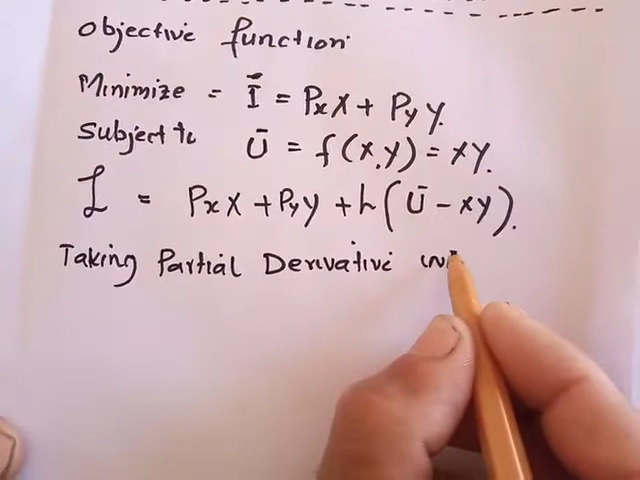 Objective function
Minimize = Ī = PxX + PyY.
Subject to Ū = f(X,Y) = XY.
L = PxX + PyY + h(Ū - XY).
Taking Partial Derivative w